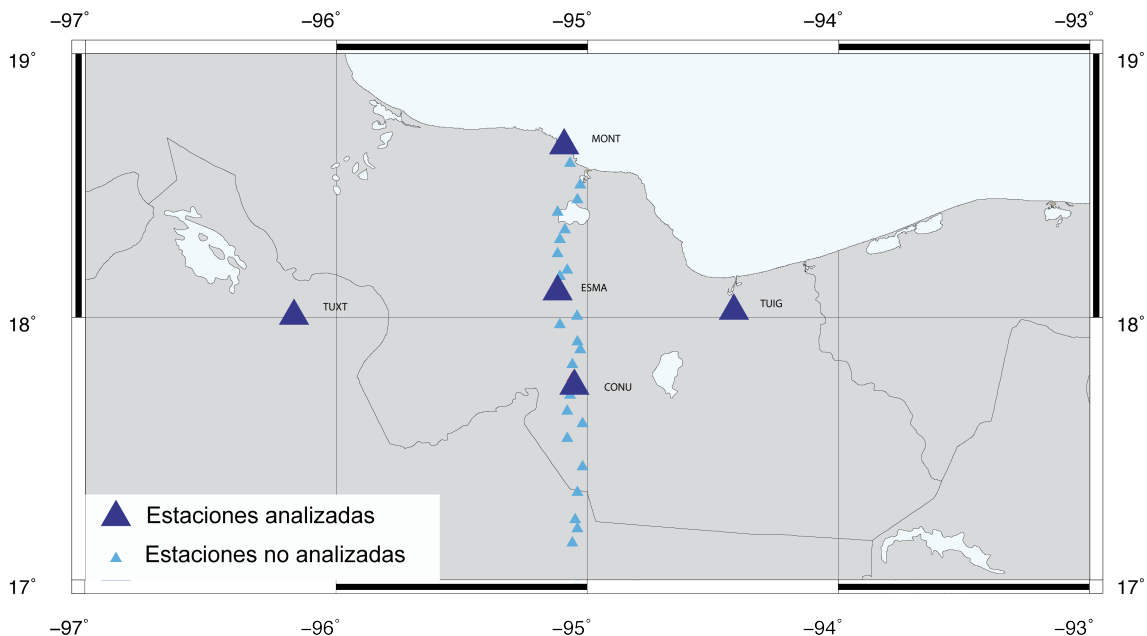 −97˚ −96˚ −95˚ −94˚ −93˚
19˚ 19˚
MONT
ESMA
TUXT TUIG
18˚ 18˚
CONU
Estaciones analizadas
Estaciones no analizadas
17˚ 17˚
−97˚ −96˚ −95˚ −94˚ −93˚